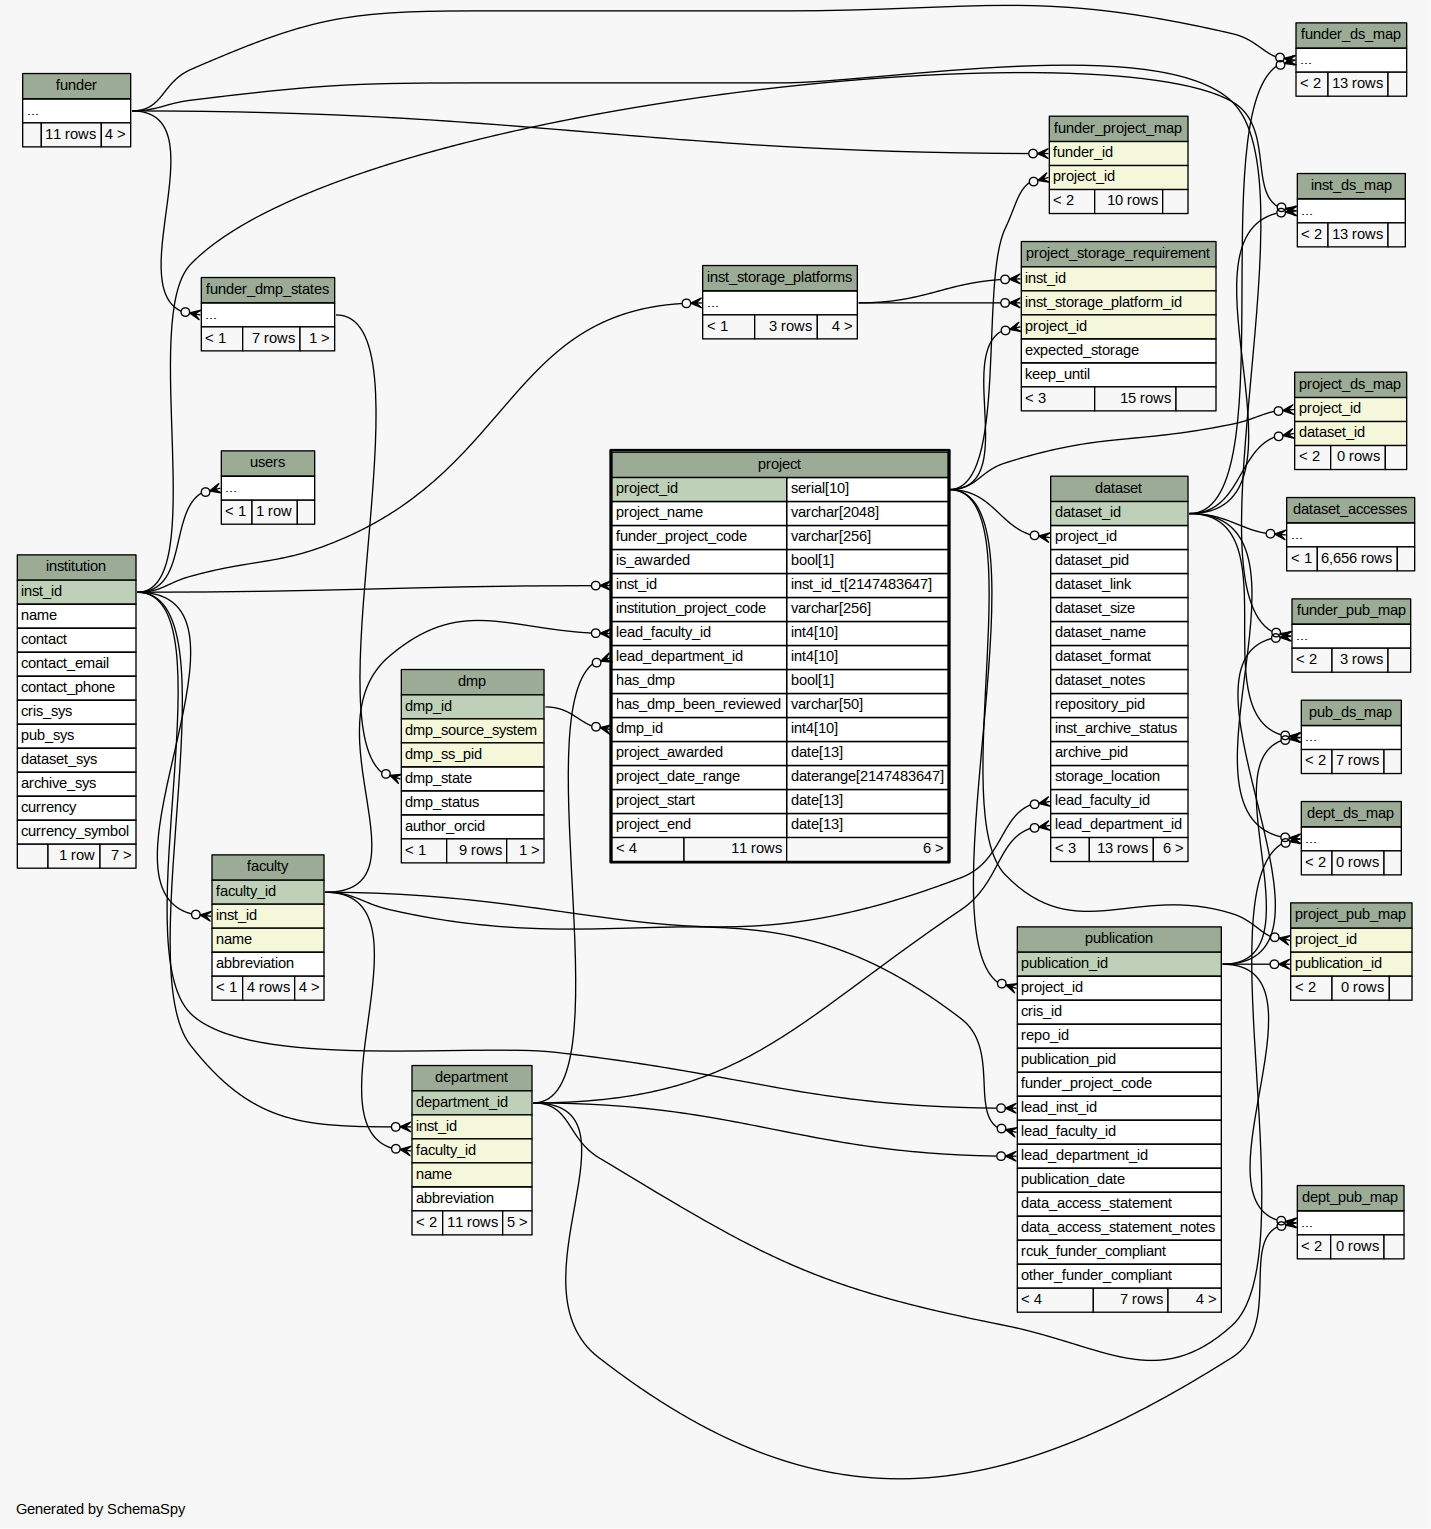 funder
...
11 rows 4 >
funder_dmp_states
...
< 1 7 rows 1 >
users
...
< 1 1 row
institution
inst_id
name
contact
contact_email
contact_phone
cris_sys
pub_sys
dataset_sys
archive_sys
currency
currency_symbol
1 row 7 >
faculty
faculty_id
inst_id
name
abbreviation
< 1 4 rows 4 >
dmp
dmp_id
dmp_source_system
dmp_ss_pid
dmp_state
dmp_status
author_orcid
< 1 9 rows 1 >
department
department_id
inst_id
faculty_id
name
abbreviation
< 2 11 rows 5 >
inst_storage_platforms
...
< 1 3 rows 4 >
project
project_id serial[10]
project_name varchar[2048]
funder_project_code varchar[256]
is_awarded bool[1]
inst_id inst_id_t[2147483647]
institution_project_code varchar[256]
lead_faculty_id int4[10]
lead_department_id int4[10]
has_dmp bool[1]
has_dmp_been_reviewed varchar[50]
dmp_id int4[10]
project_awarded date[13]
project_date_range daterange[2147483647]
project_start date[13]
project_end date[13]
< 4 11 rows 6 >
funder_project_map
funder_id
project_id
< 2 10 rows
project_storage_requirement
inst_id
inst_storage_platform_id
project_id
expected_storage
keep_until
< 3 15 rows
dataset
dataset_id
project_id
dataset_pid
dataset_link
dataset_size
dataset_name
dataset_format
dataset_notes
repository_pid
inst_archive_status
archive_pid
storage_location
lead_faculty_id
lead_department_id
< 3 13 rows 6 >
publication
publication_id
project_id
cris_id
repo_id
publication_pid
funder_project_code
lead_inst_id
lead_faculty_id
lead_department_id
publication_date
data_access_statement
data_access_statement_notes
rcuk_funder_compliant
other_funder_compliant
< 4 7 rows 4 >
funder_ds_map
...
< 2 13 rows
inst_ds_map
...
< 2 13 rows
project_ds_map
project_id
dataset_id
< 2 0 rows
dataset_accesses
...
< 1 6,656 rows
funder_pub_map
...
< 2 3 rows
pub_ds_map
...
< 2 7 rows
dept_ds_map
...
< 2 0 rows
project_pub_map
project_id
publication_id
< 2 0 rows
dept_pub_map
...
< 2 0 rows
Generated by SchemaSpy